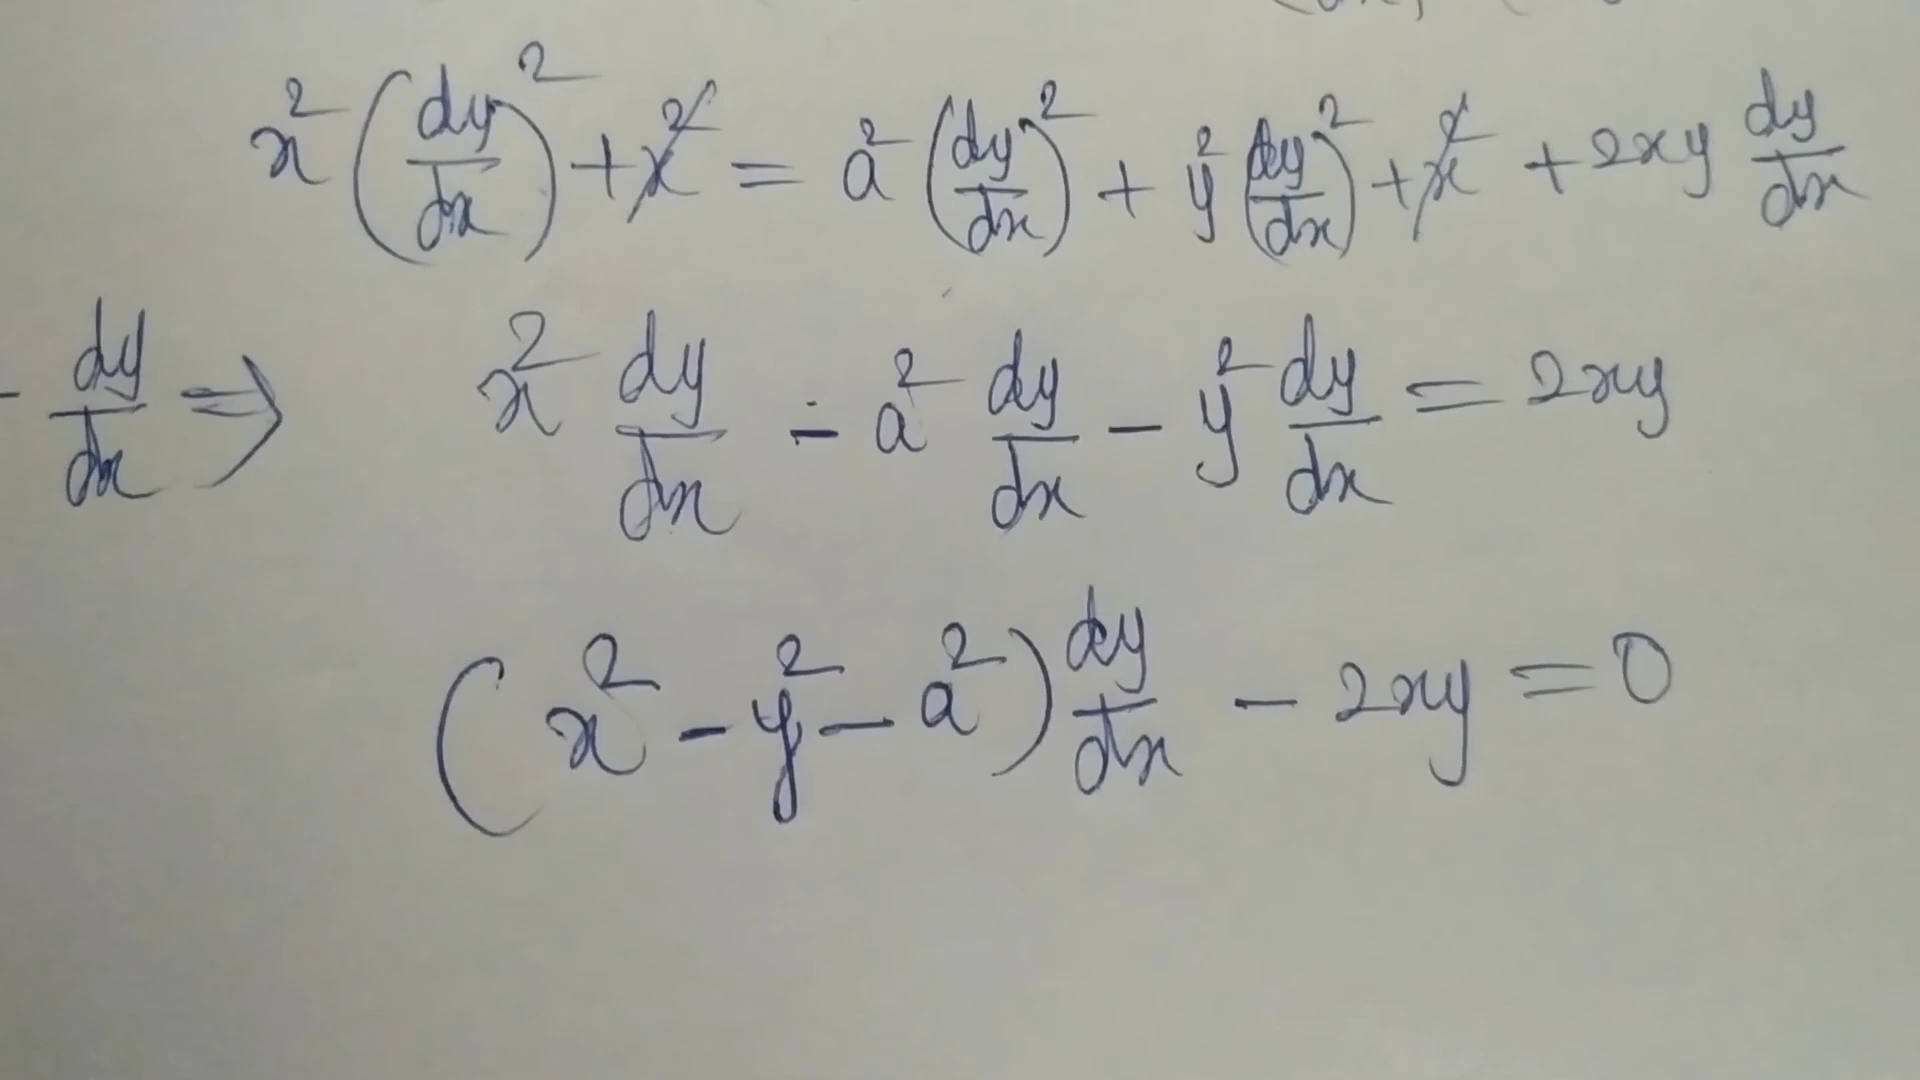 x² (dy/dx)² + x² = a² (dy/dx)² + y² (dy/dx)² + x² + 2xy dy/dx
- dy/dx ⇒ x² dy/dx - a² dy/dx - y² dy/dx = 2xy
(x² - y² - a²) dy/dx - 2xy = 0